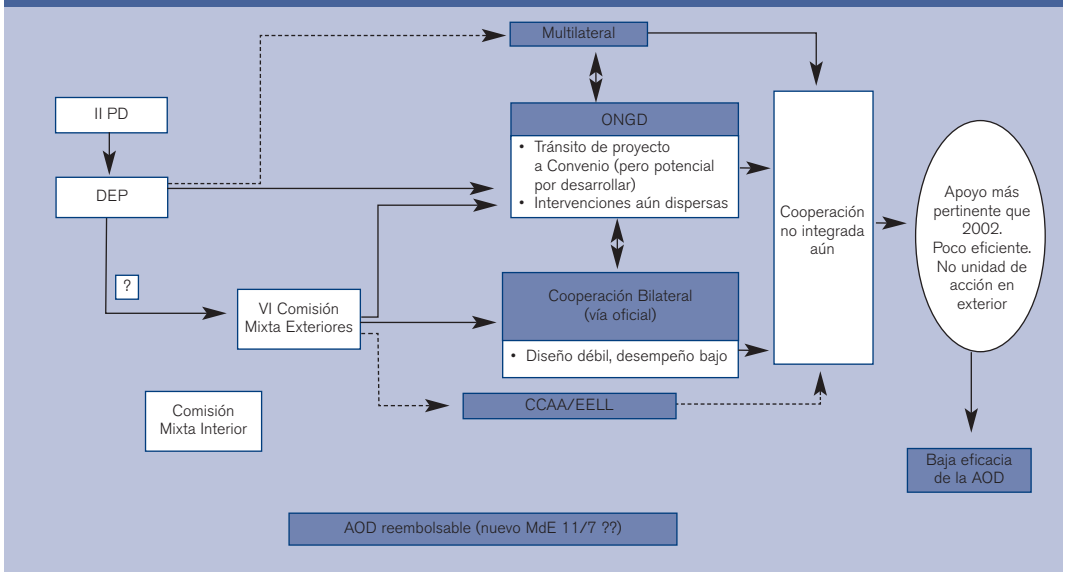 Multilateral
II PD
ONGD
• Tránsito de proyecto
a Convenio (pero potencial
por desarrollar)
• Intervenciones aún dispersas
DEP
Cooperación
no integrada
aún
Apoyo más
pertinente que
2002.
Poco eficiente.
No unidad de
acción en
exterior
?
VI Comisión
Mixta Exteriores
Cooperación Bilateral
(vía oficial)
• Diseño débil, desempeño bajo
Comisión
Mixta Interior
CCAA/EELL
Baja eficacia
de la AOD
AOD reembolsable (nuevo MdE 11/7 ??)